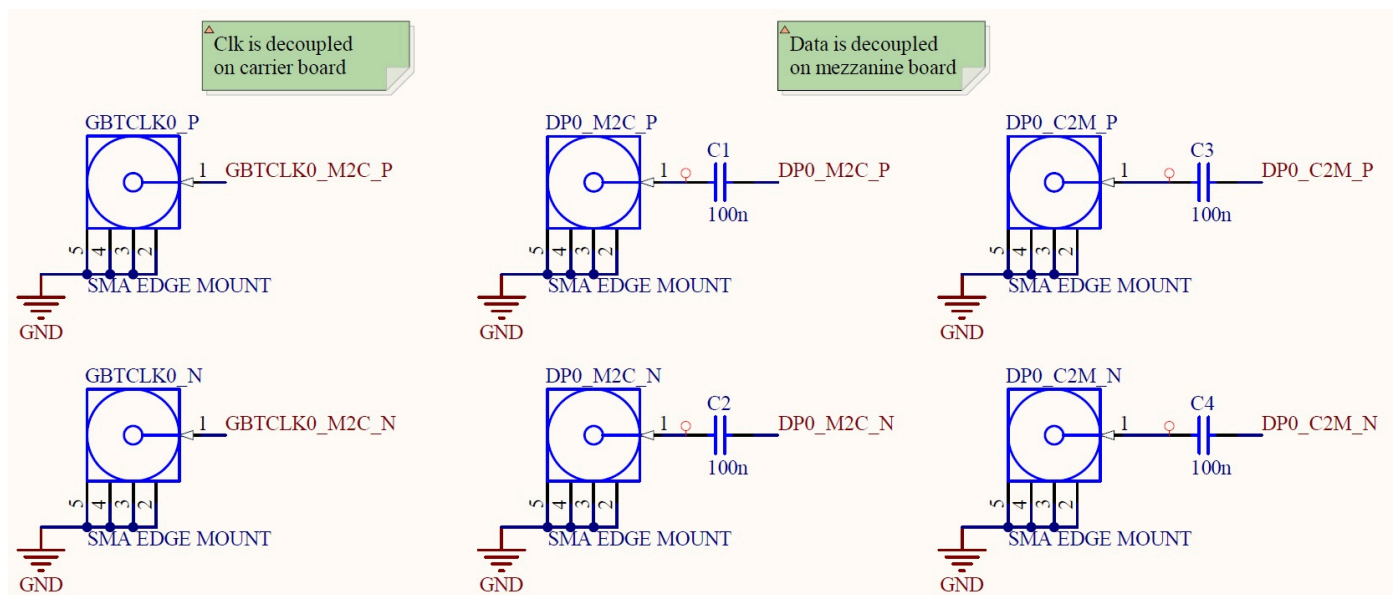 Clk is decoupled
on carrier board
Data is decoupled
on mezzanine board
GBTCLK0_P
1
GBTCLK0_M2C_P
5
4
3
2
SMA EDGE MOUNT
GND
DP0_M2C_P
1
C1
100n
DP0_M2C_P
5
4
3
2
SMA EDGE MOUNT
GND
DP0_C2M_P
1
C3
100n
DP0_C2M_P
5
4
3
2
SMA EDGE MOUNT
GND
GBTCLK0_N
1
GBTCLK0_M2C_N
5
4
3
2
SMA EDGE MOUNT
GND
DP0_M2C_N
1
C2
100n
DP0_M2C_N
5
4
3
2
SMA EDGE MOUNT
GND
DP0_C2M_N
1
C4
100n
DP0_C2M_N
5
4
3
2
SMA EDGE MOUNT
GND